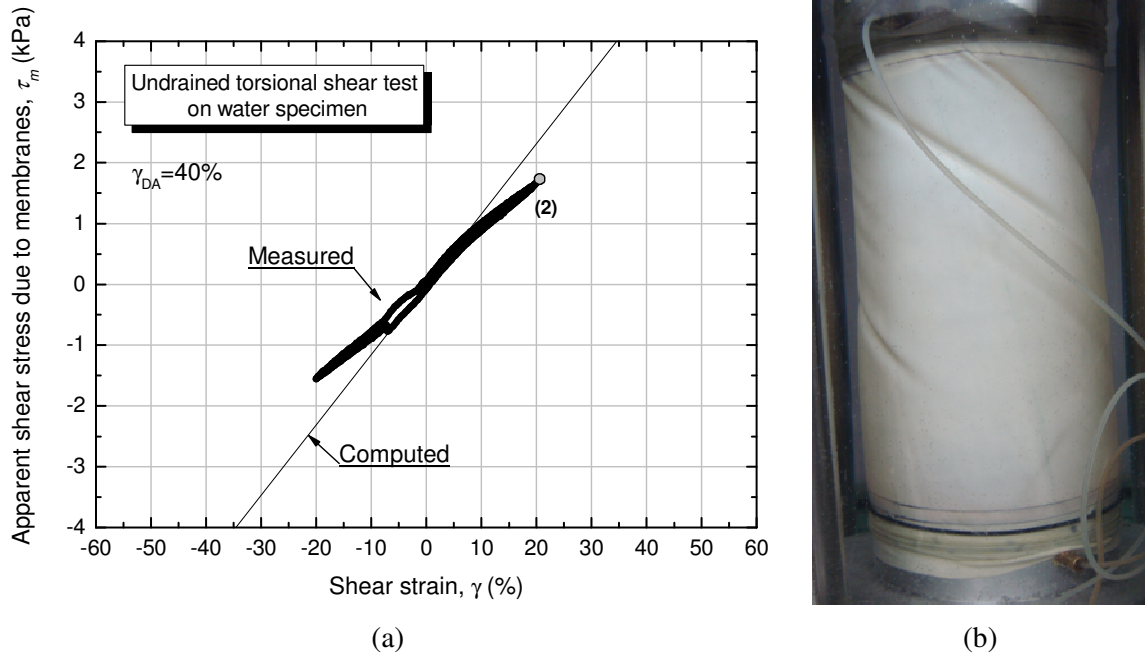 Apparent shear stress due to membranes, τm (kPa)
4
3
2
1
0
-1
-2
-3
-4
Undrained torsional shear test
on water specimen
γDA=40%
(2)
Measured
Computed
-60 -50 -40 -30 -20 -10 0 10 20 30 40 50 60
Shear strain, γ (%)
(a)
(b)